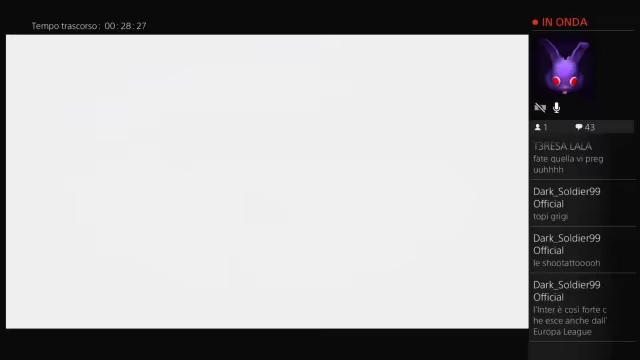 Tempo trascorso: 00:28:27
IN ONDA
1
43
T3RESA LALA
fate quella vi preg
uuhhhh
Dark_Soldier99
Official
topi grigi
Dark_Soldier99
Official
le shootattooooh
Dark_Soldier99
Official
l'Inter è così forte c
he esce anche dall'
Europa League